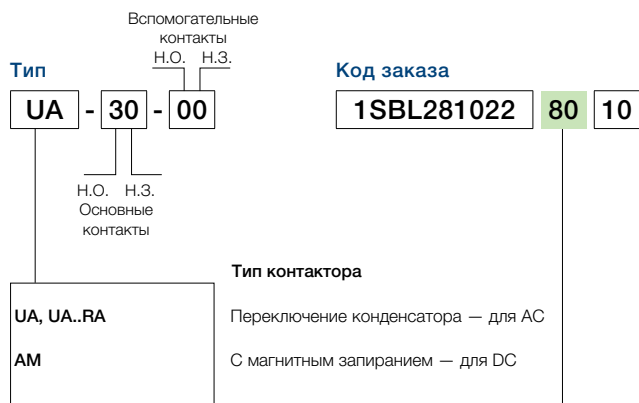 Вспомогательные
контакты
Н.О. Н.З.
Тип
Код заказа
UA - 30 - 00
1SBL281022 80 10
Н.О. Н.З.
Основные
контакты
Тип контактора
UA, UA..RA Переключение конденсатора — для AC
AM С магнитным запиранием — для DC